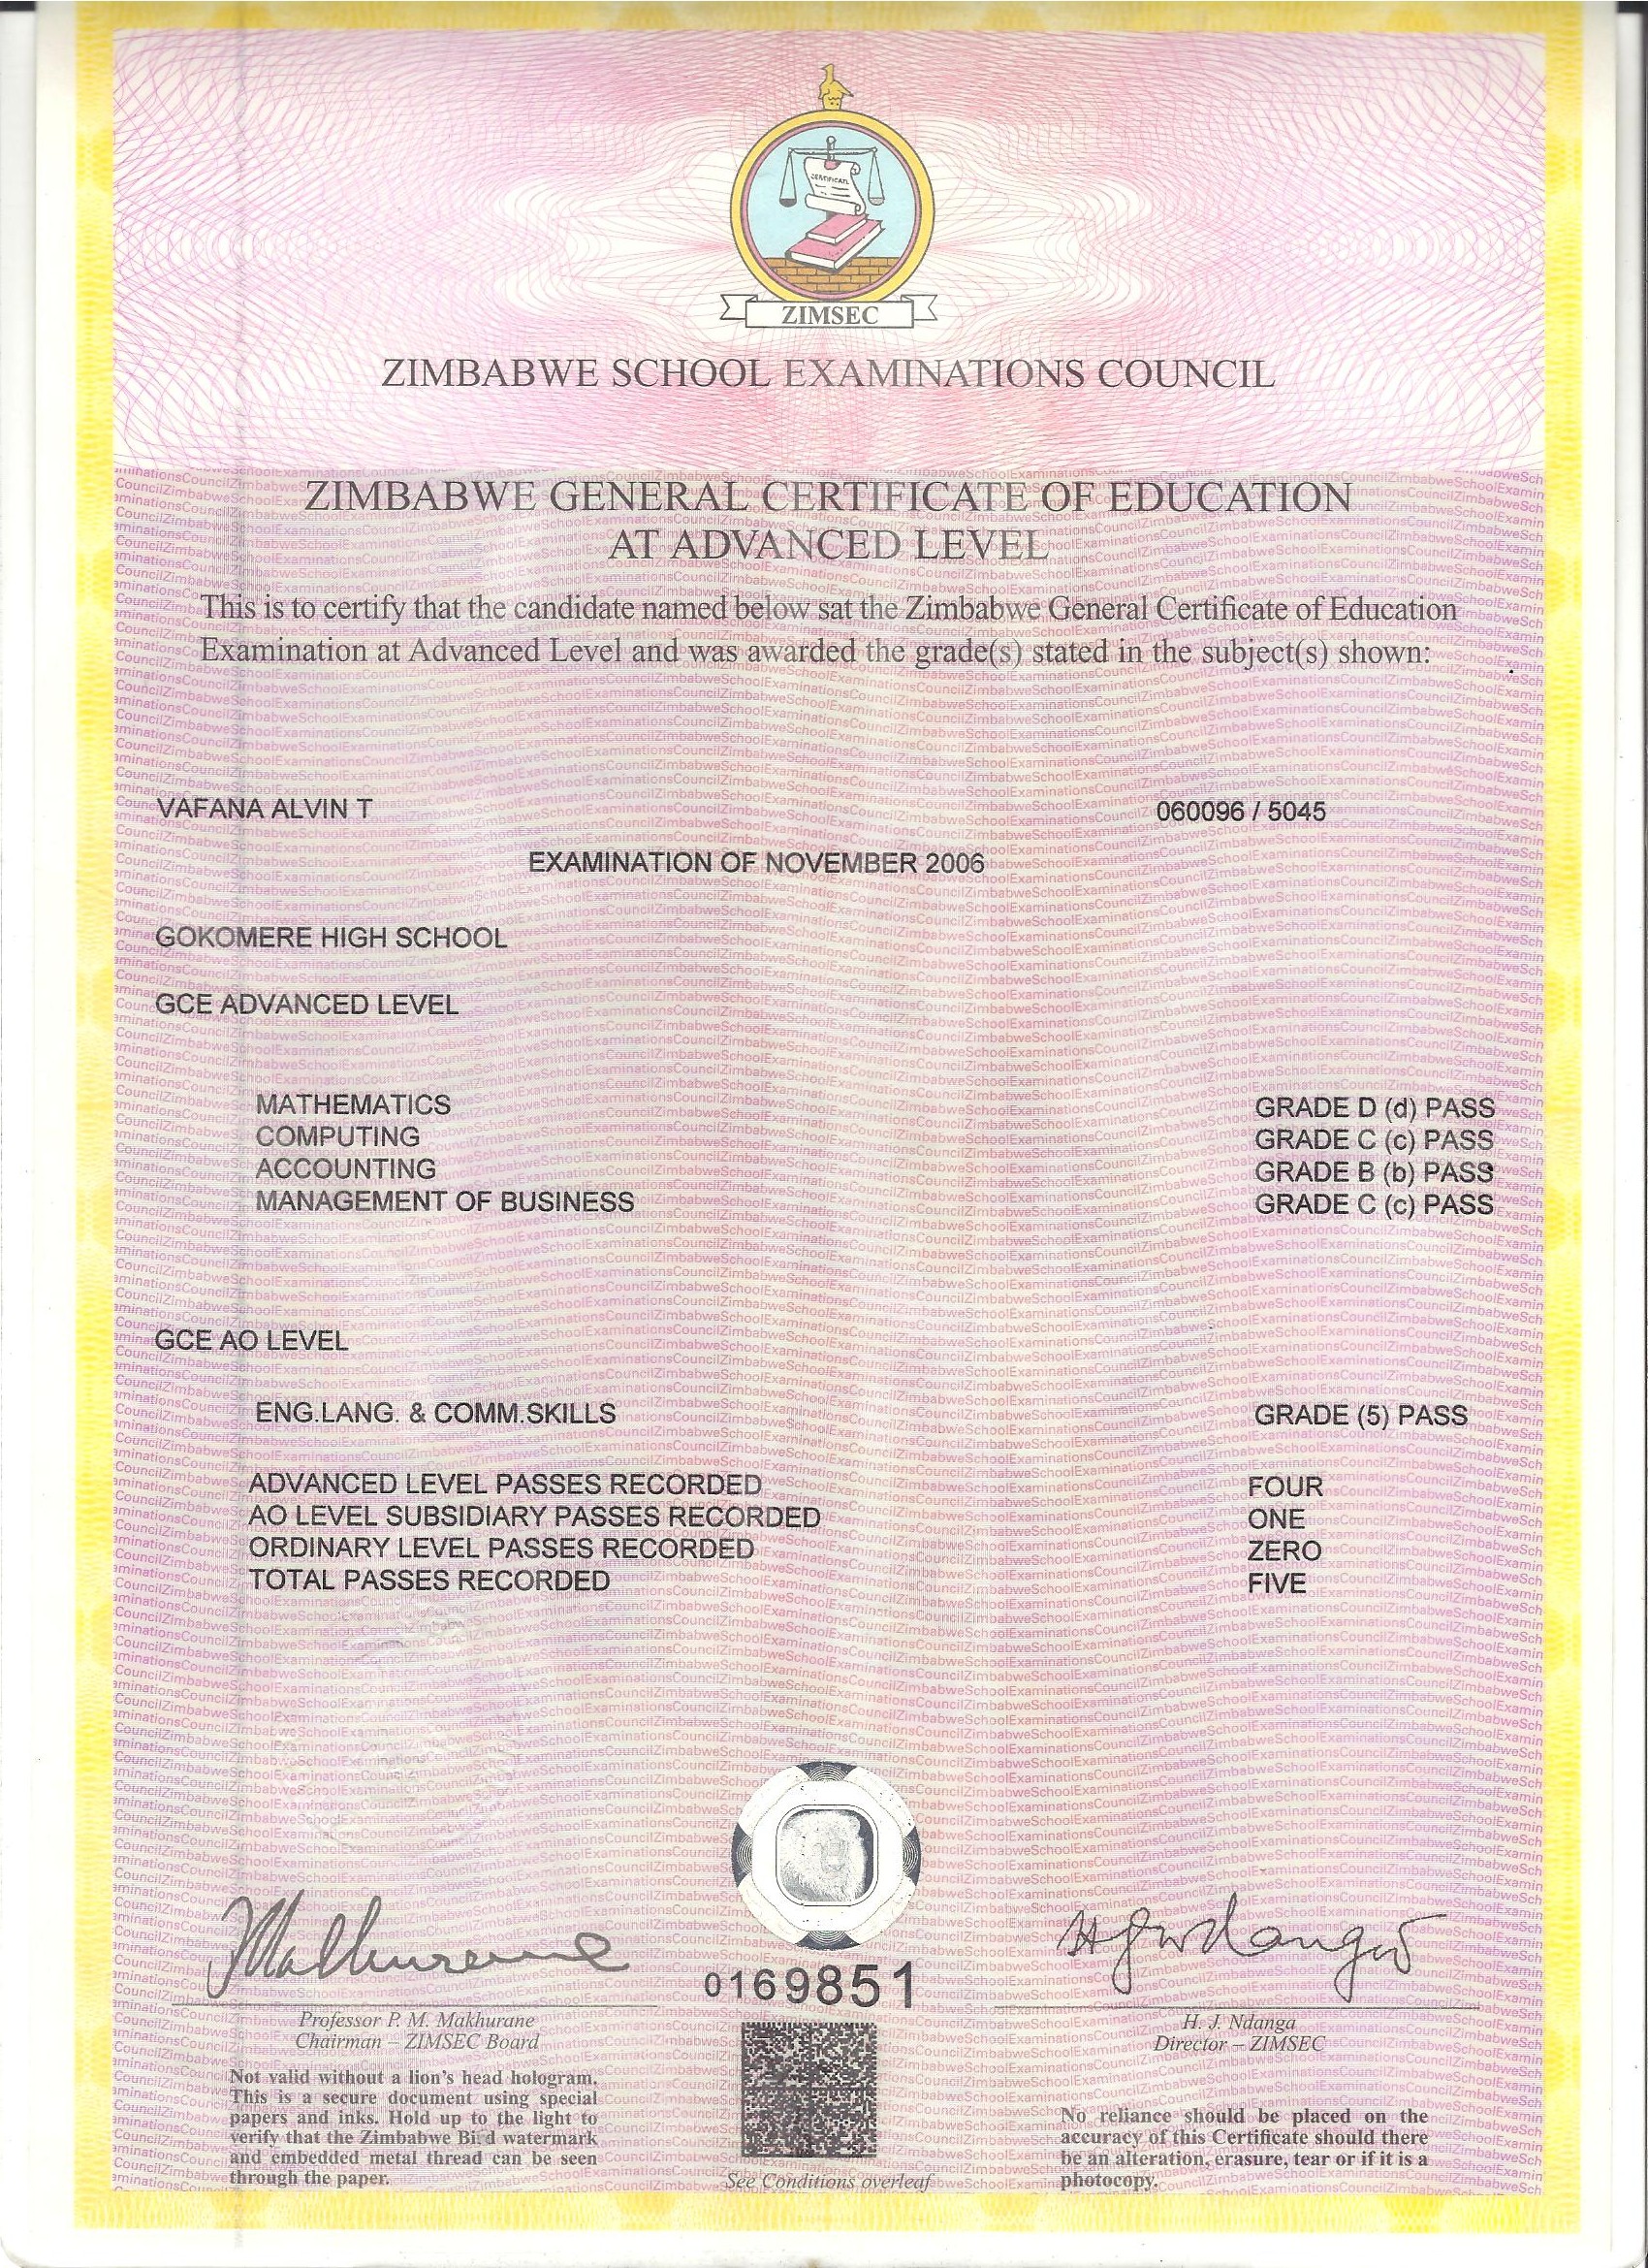 CERTIFICATE
ZIMSEC
ZIMBABWE SCHOOL EXAMINATIONS COUNCIL
ZIMBABWE GENERAL CERTIFICATE OF EDUCATION
AT ADVANCED LEVEL
This is to certify that the candidate named below sat the Zimbabwe General Certificate of Education
Examination at Advanced Level and was awarded the grade(s) stated in the subject(s) shown:
VAFANA ALVIN T 060096 / 5045
EXAMINATION OF NOVEMBER 2006
GOKOMERE HIGH SCHOOL
GCE ADVANCED LEVEL
MATHEMATICS GRADE D (d) PASS
COMPUTING GRADE C (c) PASS
ACCOUNTING GRADE B (b) PASS
MANAGEMENT OF BUSINESS GRADE C (c) PASS
GCE AO LEVEL
ENG.LANG. & COMM.SKILLS GRADE (5) PASS
ADVANCED LEVEL PASSES RECORDED FOUR
AO LEVEL SUBSIDIARY PASSES RECORDED ONE
ORDINARY LEVEL PASSES RECORDED ZERO
TOTAL PASSES RECORDED FIVE
0169851
Professor P. M. Makhurane
Chairman – ZIMSEC Board
H. J. Ndanga
Director – ZIMSEC
Not valid without a lion's head hologram.
This is a secure document using special
papers and inks. Hold up to the light to
verify that the Zimbabwe Bird watermark
and embedded metal thread can be seen
through the paper.
See Conditions overleaf
No reliance should be placed on the
accuracy of this Certificate should there
be an alteration, erasure, tear or if it is a
photocopy.